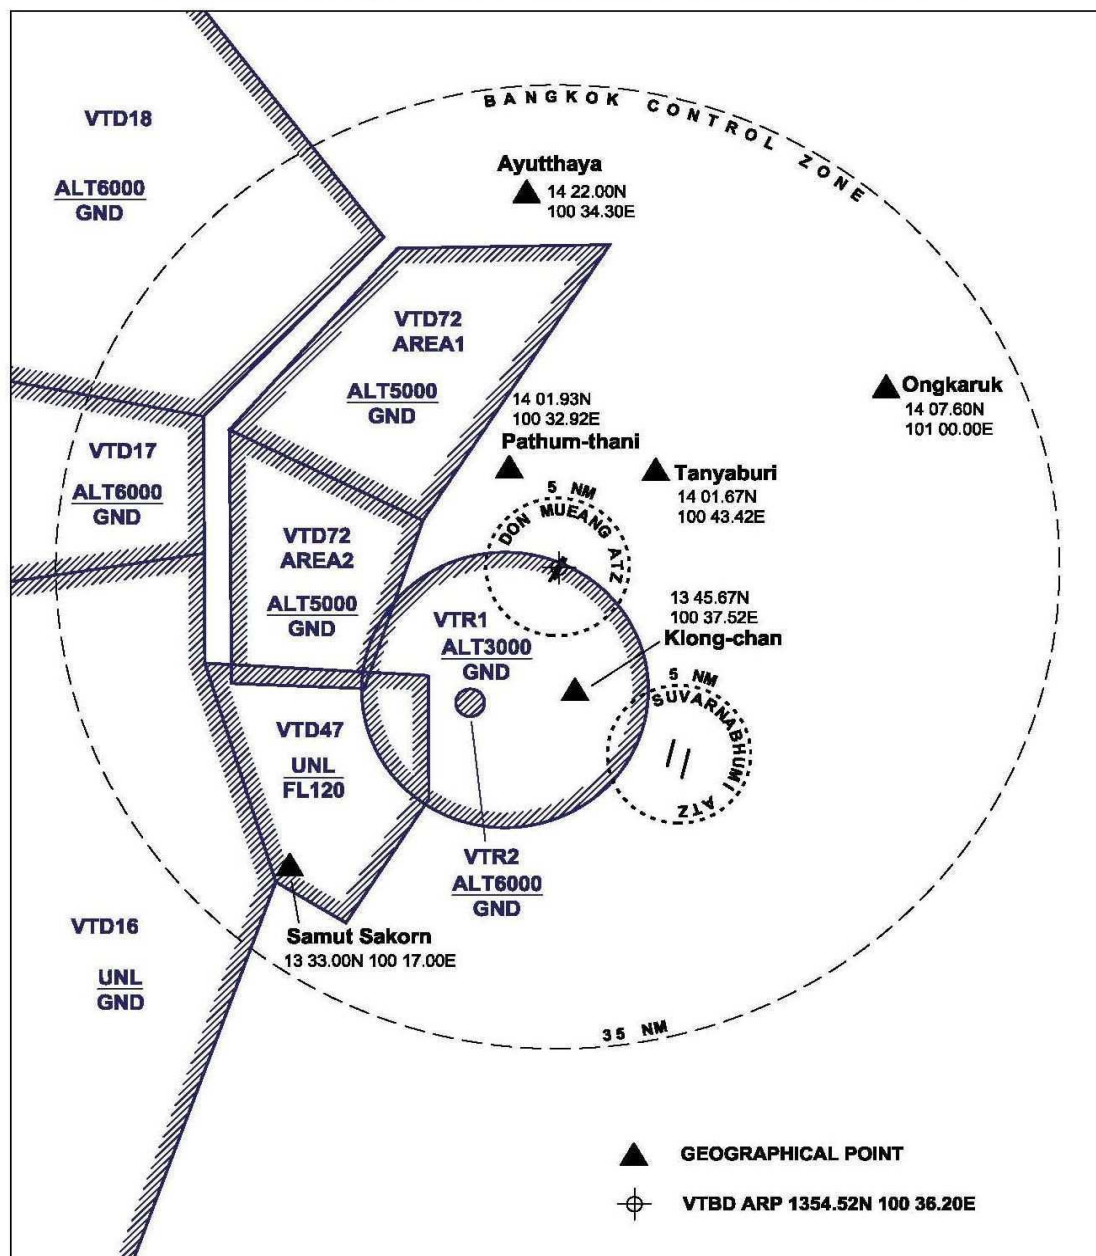 BANGKOK CONTROL ZONE
VTD18
ALT6000
GND
Ayutthaya
14 22.00N
100 34.30E
VTD72
AREA1
ALT5000
GND
14 01.93N
100 32.92E
Pathum-thani
Ongkaruk
14 07.60N
101 00.00E
VTD17
ALT6000
GND
Tanyaburi
14 01.67N
100 43.42E
5 NM
DON MUEANG ATZ
VTD72
AREA2
ALT5000
GND
13 45.67N
100 37.52E
Klong-chan
VTR1
ALT3000
GND
5 NM
SUVARNABHUMI ATZ
VTD47
UNL
FL120
VTR2
ALT6000
GND
VTD16
UNL
GND
Samut Sakorn
13 33.00N 100 17.00E
35 NM
GEOGRAPHICAL POINT
VTBD ARP 1354.52N 100 36.20E